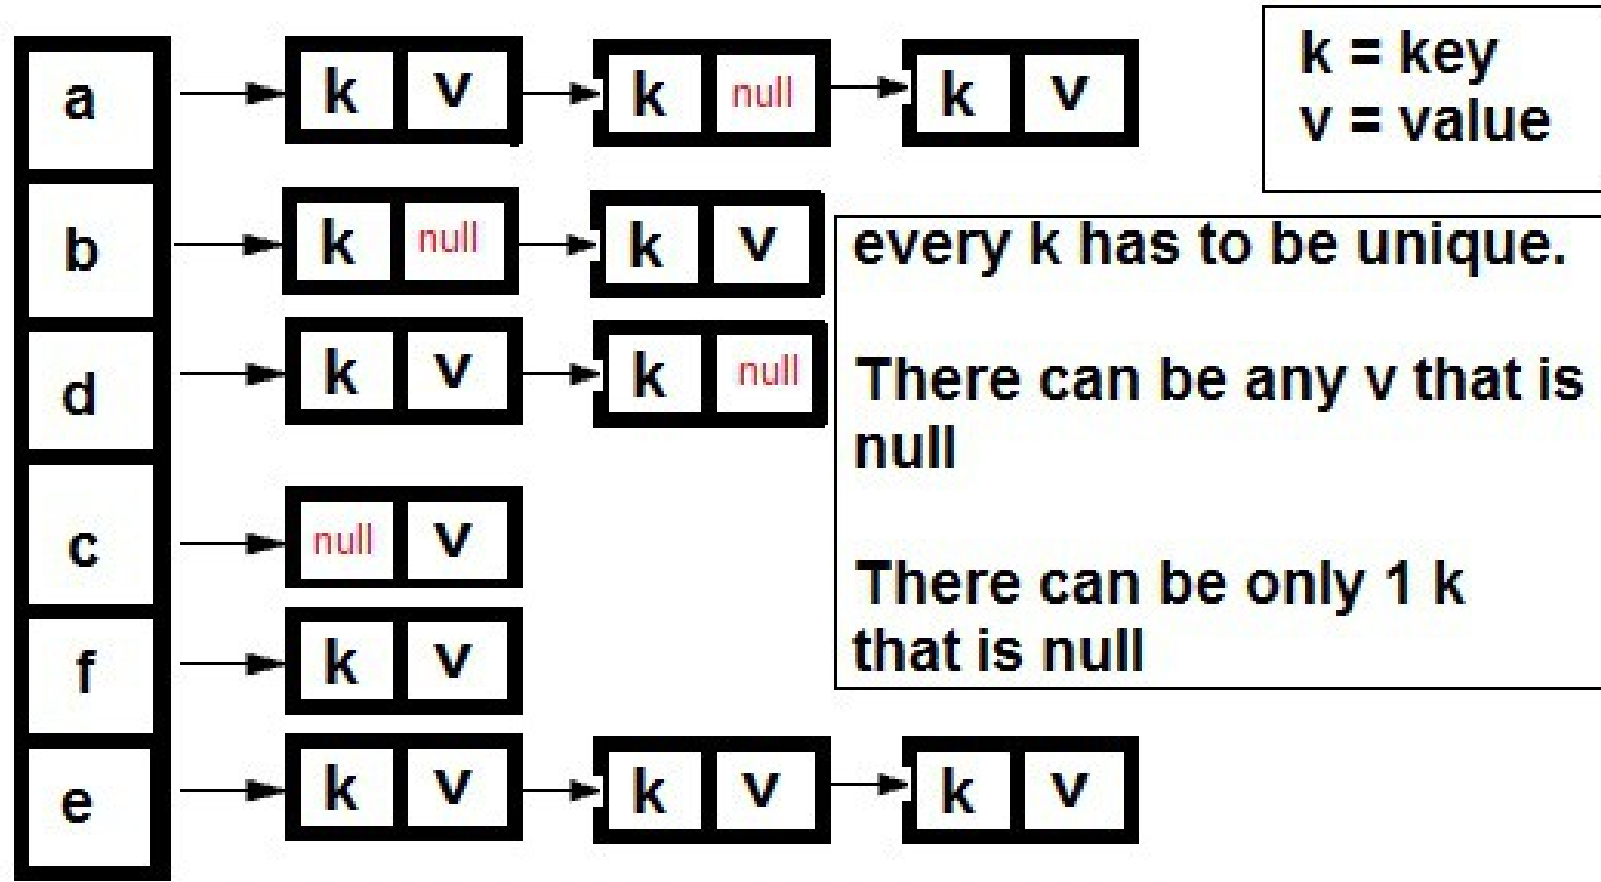 a k v k null k v
b k null k v
d k v k null
c null v
f k v
e k v k v k v
k = key
v = value
every k has to be unique.
There can be any v that is
null
There can be only 1 k
that is null